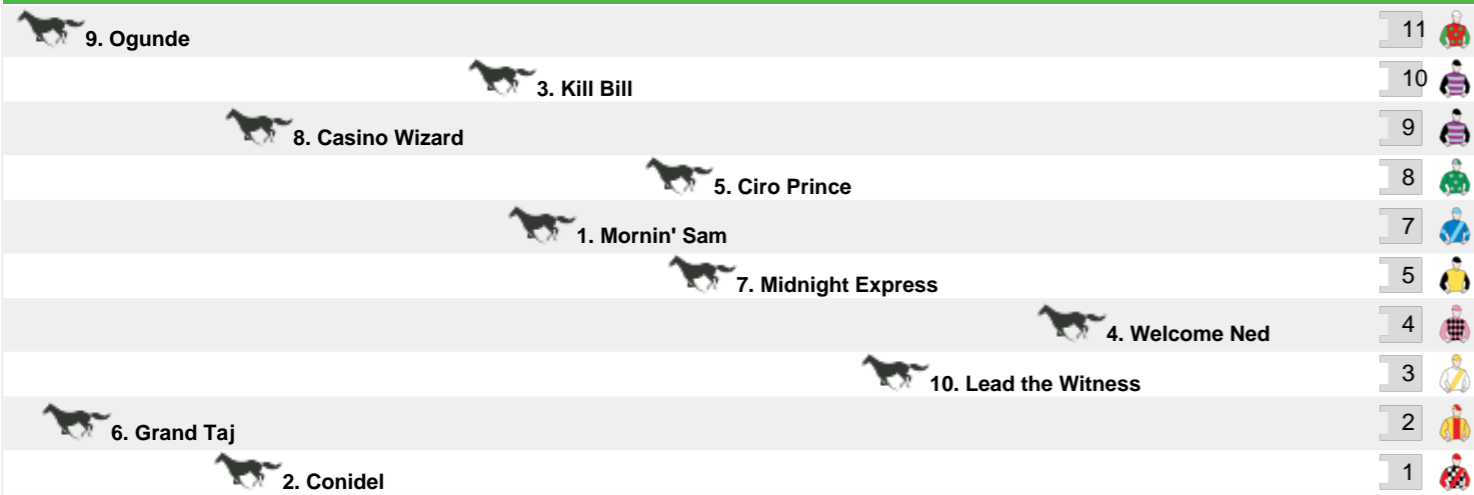 9. Ogunde 11
3. Kill Bill 10
8. Casino Wizard 9
5. Ciro Prince 8
1. Mornin' Sam 7
7. Midnight Express 5
4. Welcome Ned 4
10. Lead the Witness 3
6. Grand Taj 2
2. Conidel 1